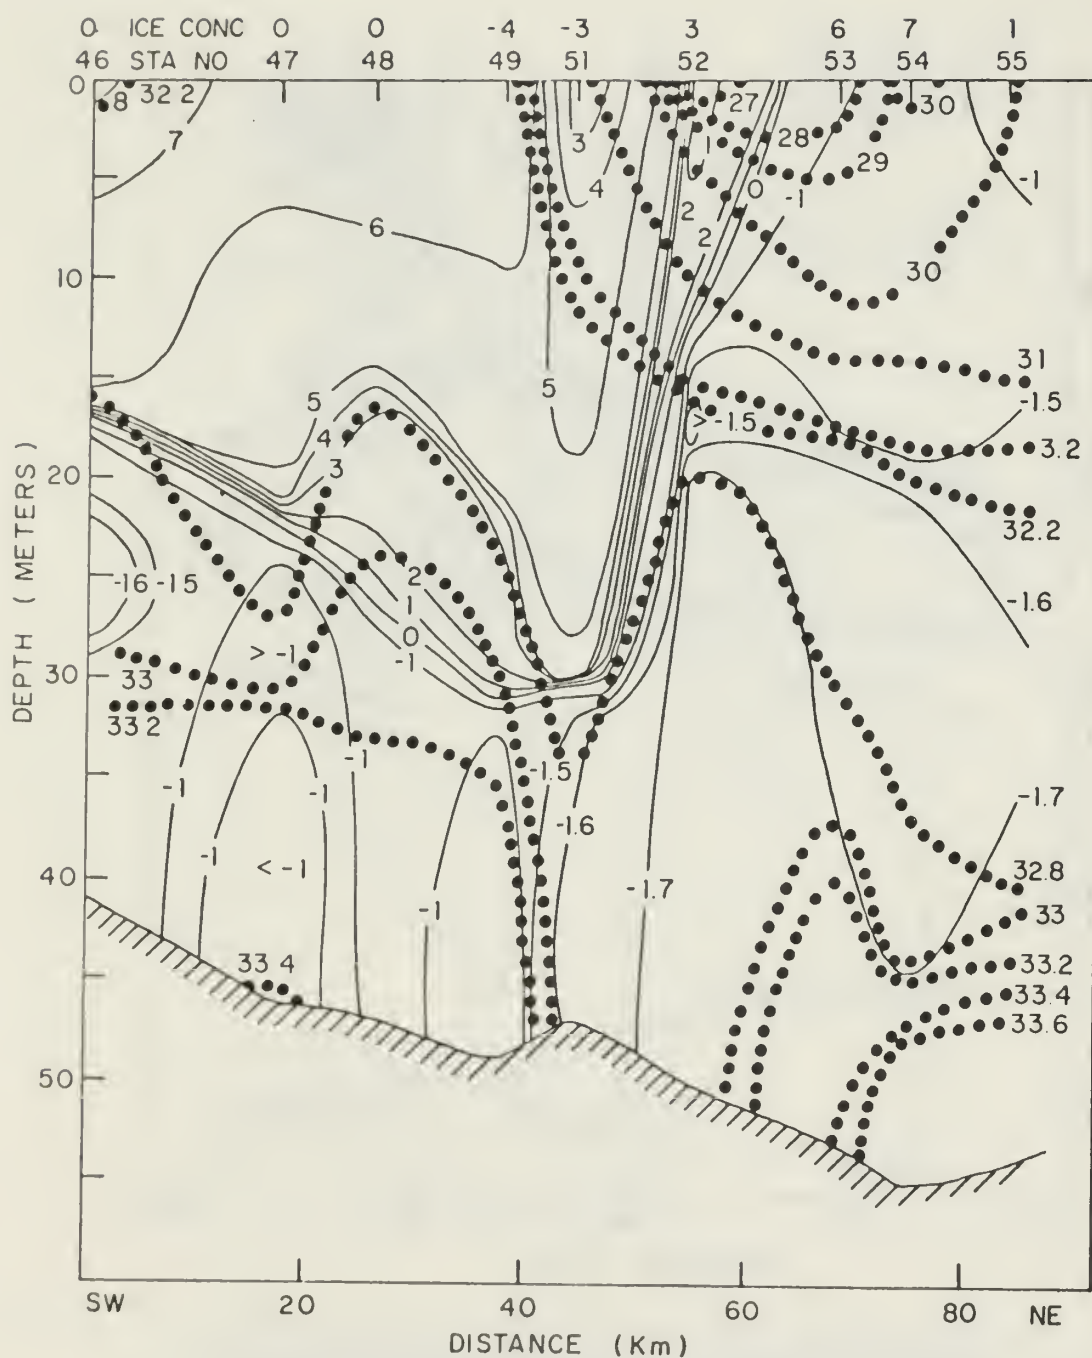 0 ICE CONC 0 0 -4 -3 3 6 7 1
46 STA NO 47 48 49 51 52 53 54 55
0
8 32 2 27 30
7 3 1 28 29
4 -1
2 0 -1
6 2
10 30
31
5 5 -1.5
4 > -1.5 3.2
3
20
32.2
-16 -15 2 -1.6
1
0
> -1 -1
30
33
33 2
-1.5
-1 -1 -1 -1.6 -1.7
-1 < -1 32.8
40 -1 -1.7 33
33 4 33.2
33.4
33.6
50
DEPTH (METERS)
SW 20 40 60 80 NE
DISTANCE (Km)